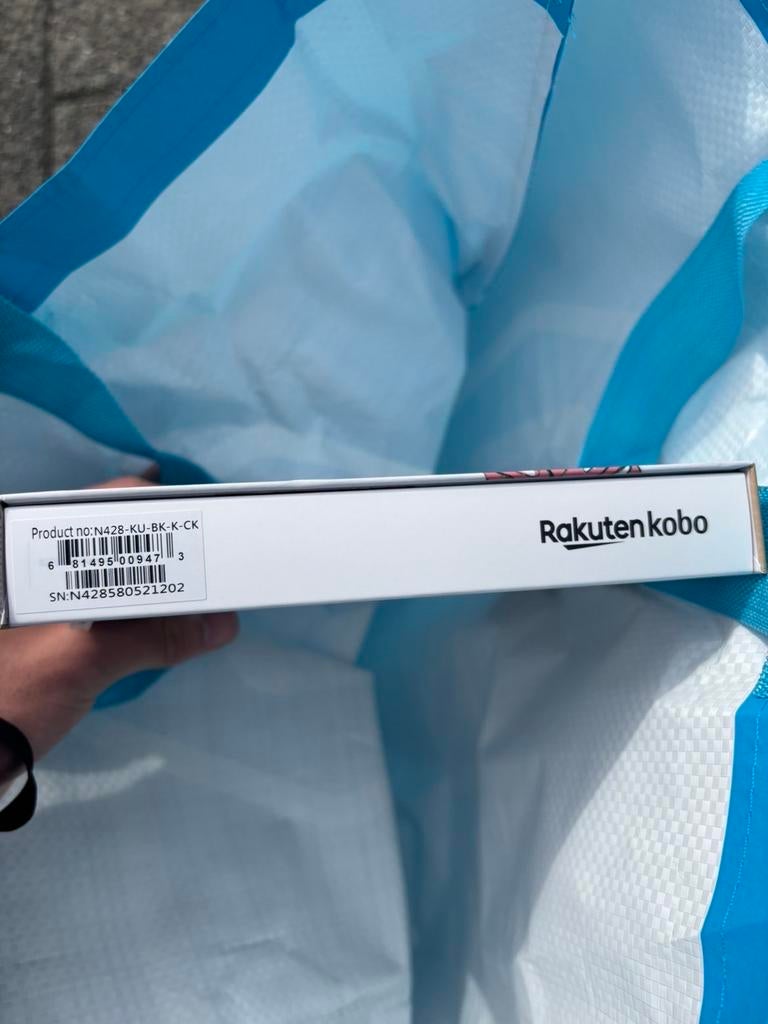 Product no:N428-KU-BK-K-CK
6 81495 00947 3
SN:N428580521202
Rakuten kobo